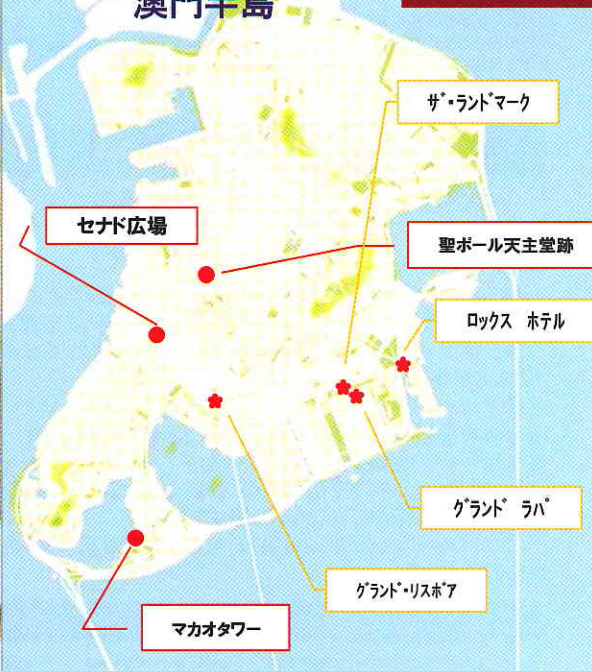 澳門半島
ｻﾞ･ﾗﾝﾄﾞﾏｰｸ
セナド広場
聖ポール天主堂跡
ﾛｯｸｽ ﾎﾃﾙ
ｸﾞﾗﾝﾄﾞ ﾗﾊﾟ
ｸﾞﾗﾝﾄﾞ･ﾘｽﾎﾞｱ
マカオタワー